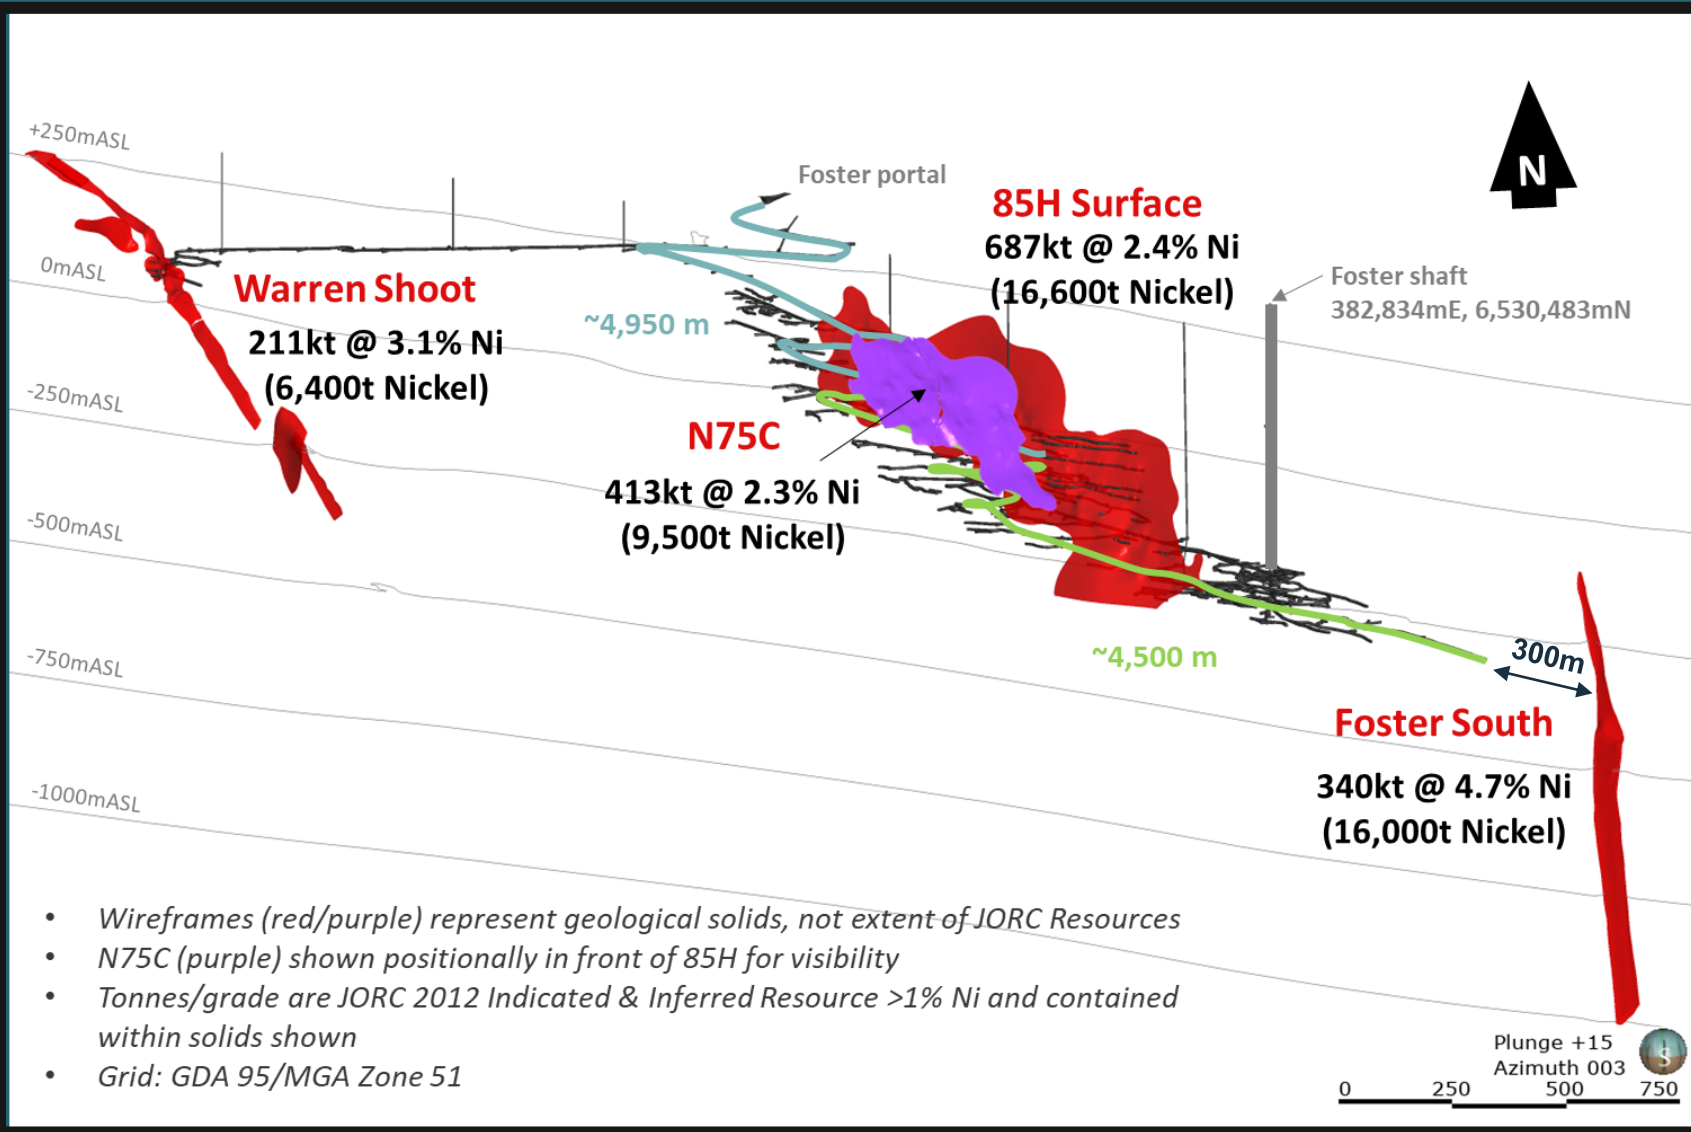 +250mASL
Foster portal
N
85H Surface
687kt @ 2.4% Ni
(16,600t Nickel)
0mASL
Foster shaft
382,834mE, 6,530,483mN
Warren Shoot
211kt @ 3.1% Ni
(6,400t Nickel)
~4,950 m
-250mASL
N75C
413kt @ 2.3% Ni
(9,500t Nickel)
-500mASL
-750mASL
~4,500 m
300m
Foster South
340kt @ 4.7% Ni
(16,000t Nickel)
-1000mASL
• Wireframes (red/purple) represent geological solids, not extent of JORC Resources
• N75C (purple) shown positionally in front of 85H for visibility
• Tonnes/grade are JORC 2012 Indicated & Inferred Resource >1% Ni and contained
within solids shown
• Grid: GDA 95/MGA Zone 51
Plunge +15
Azimuth 003
S
0 250 500 750